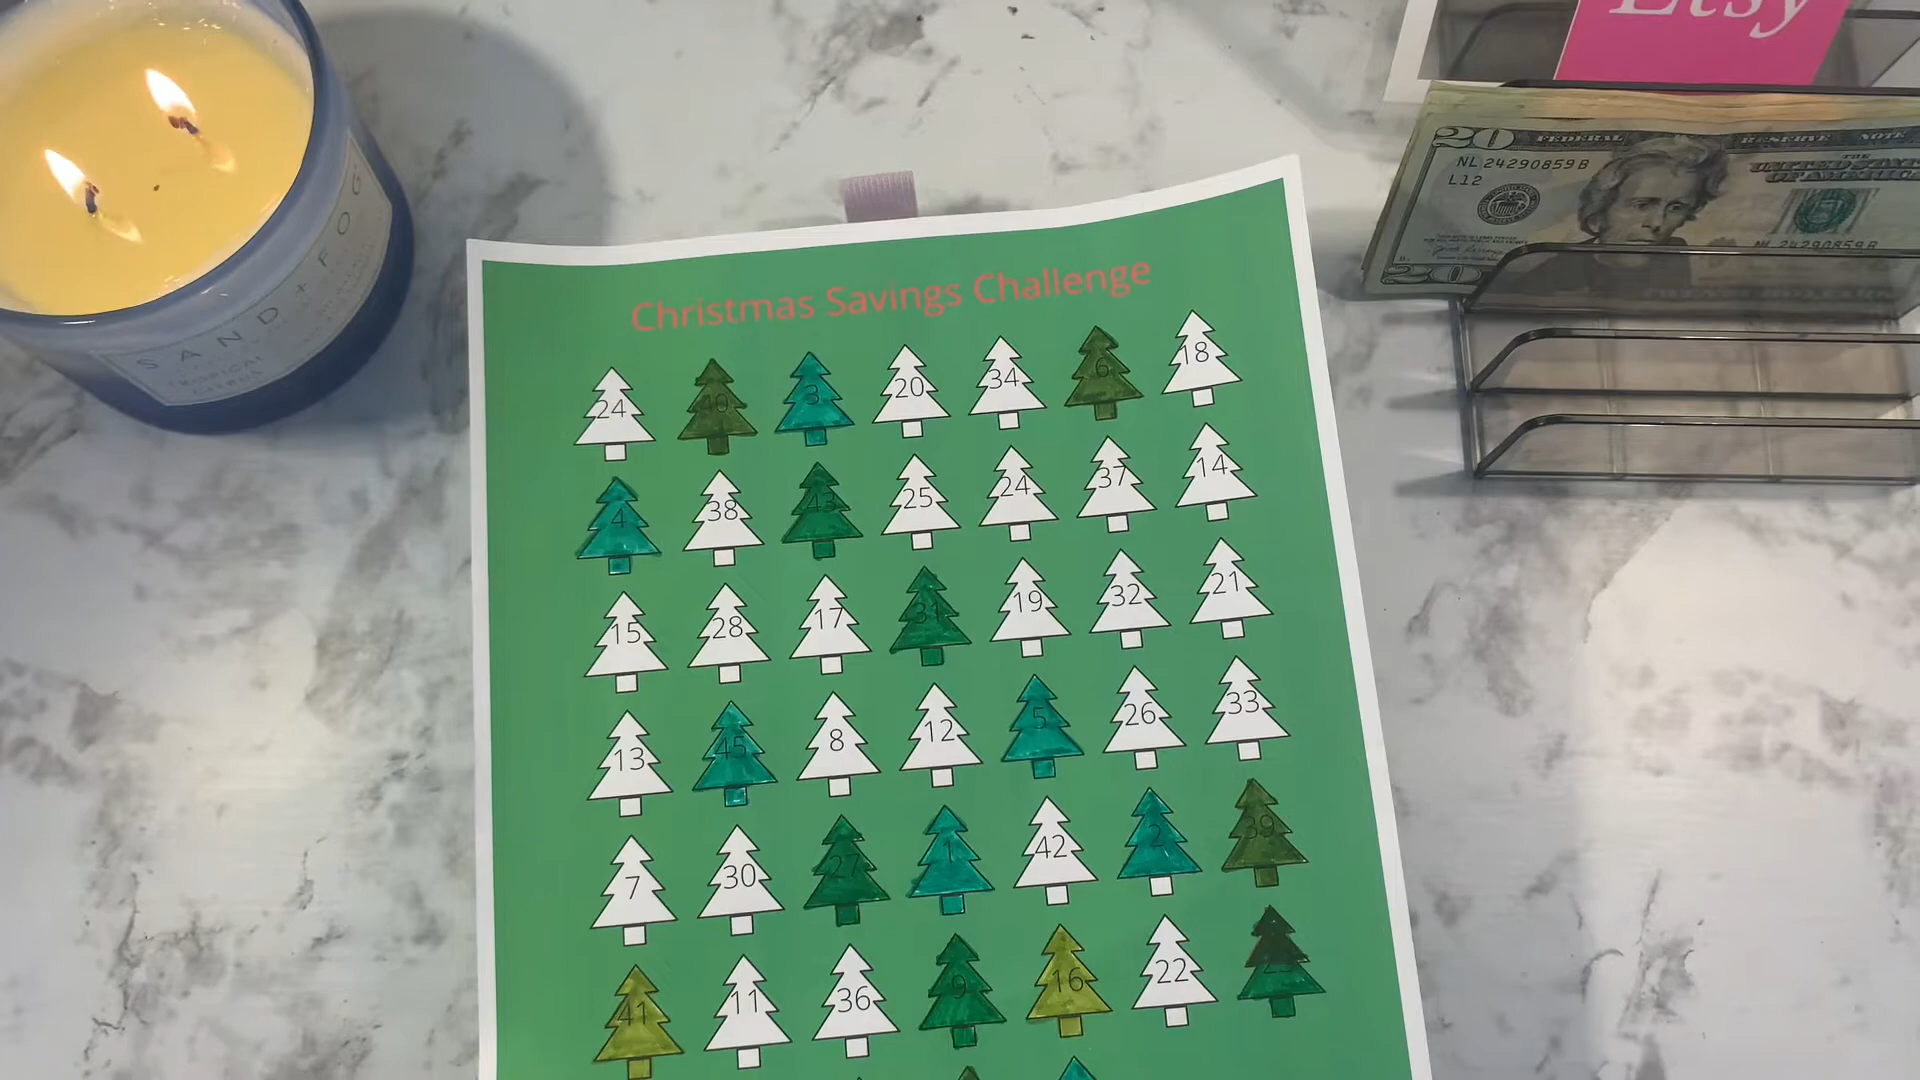 Etsy
20 FEDERAL RESERVE NOTE
NL 24290859 B
L12
THE
UNITED STATES
OF AMERICA
NL 24290859 B
20
SAND + FOG
TROPICAL
Christmas Savings Challenge
24 40 3 20 34 6 18
4 38 43 25 24 37 14
15 28 17 31 19 32 21
13 45 8 12 5 26 33
7 30 27 1 42 2 39
41 11 36 9 16 22 23